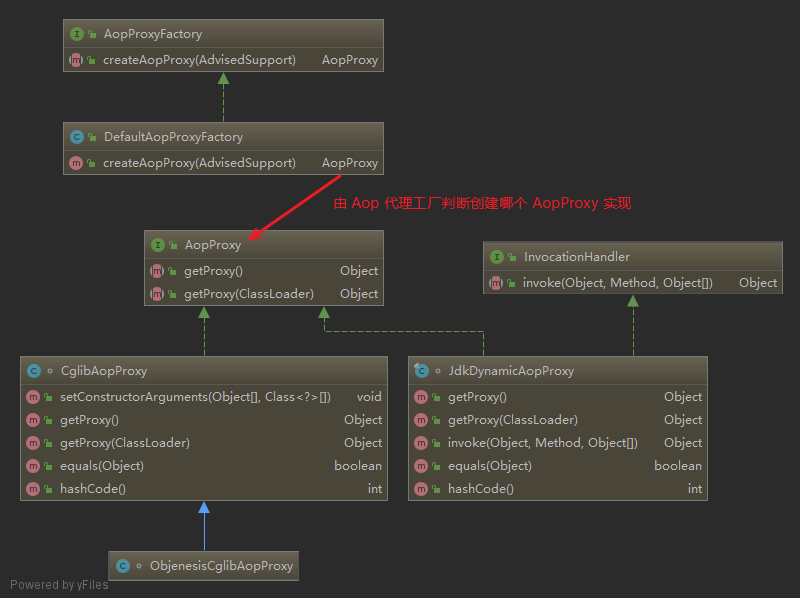 AopProxyFactory
createAopProxy(AdvisedSupport) AopProxy
DefaultAopProxyFactory
createAopProxy(AdvisedSupport) AopProxy
由 Aop 代理工厂判断创建哪个 AopProxy 实现
AopProxy
getProxy() Object
getProxy(ClassLoader) Object
InvocationHandler
invoke(Object, Method, Object[]) Object
CglibAopProxy
setConstructorArguments(Object[], Class<?>[]) void
getProxy() Object
getProxy(ClassLoader) Object
equals(Object) boolean
hashCode() int
JdkDynamicAopProxy
getProxy() Object
getProxy(ClassLoader) Object
invoke(Object, Method, Object[]) Object
equals(Object) boolean
hashCode() int
ObjenesisCglibAopProxy
Powered by yFiles